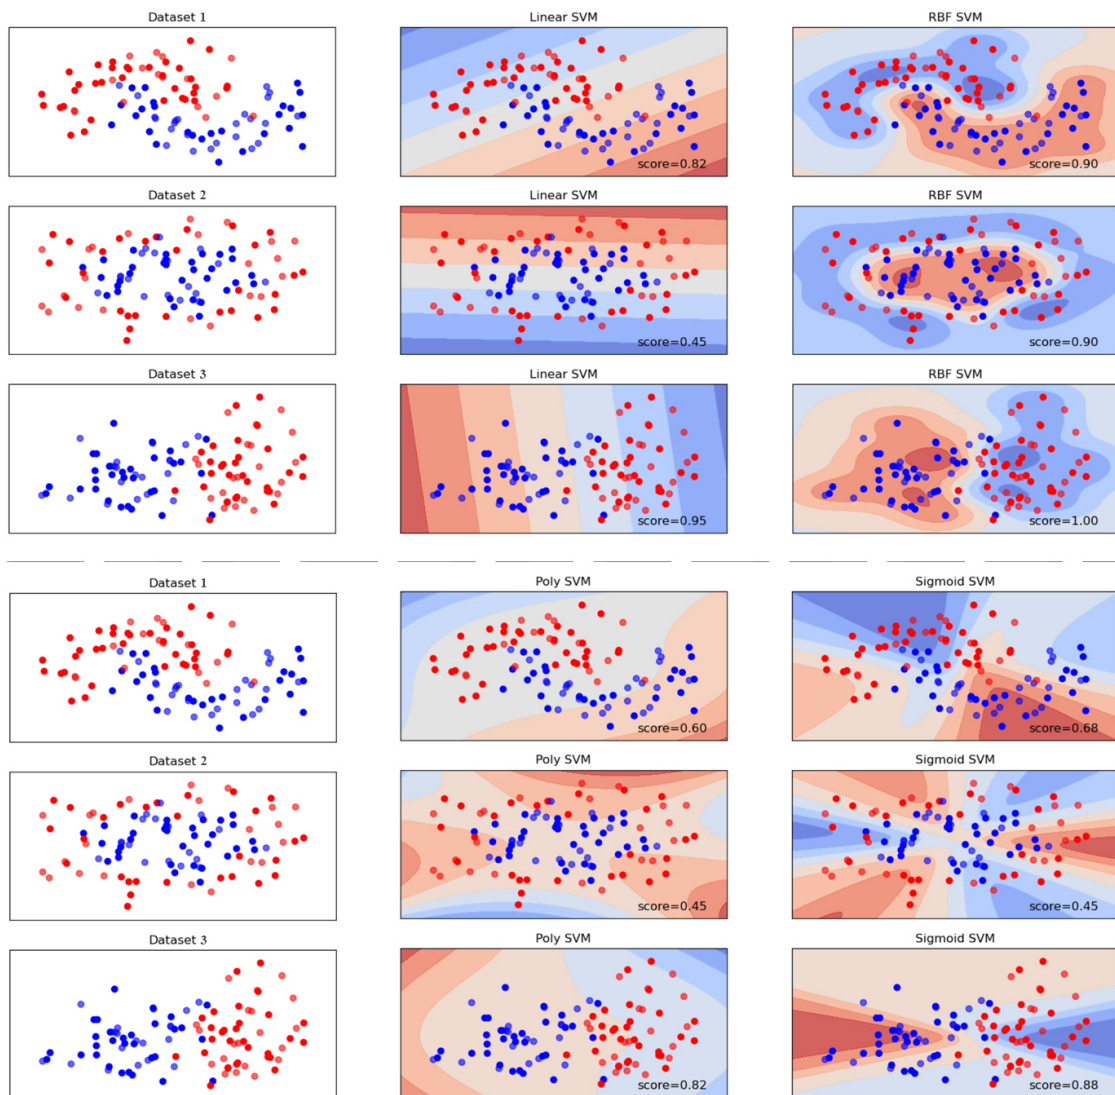 Dataset 1 Linear SVM RBF SVM
score=0.82 score=0.90
Dataset 2 Linear SVM RBF SVM
score=0.45 score=0.90
Dataset 3 Linear SVM RBF SVM
score=0.95 score=1.00
Dataset 1 Poly SVM Sigmoid SVM
score=0.60 score=0.68
Dataset 2 Poly SVM Sigmoid SVM
score=0.45 score=0.45
Dataset 3 Poly SVM Sigmoid SVM
score=0.82 score=0.88